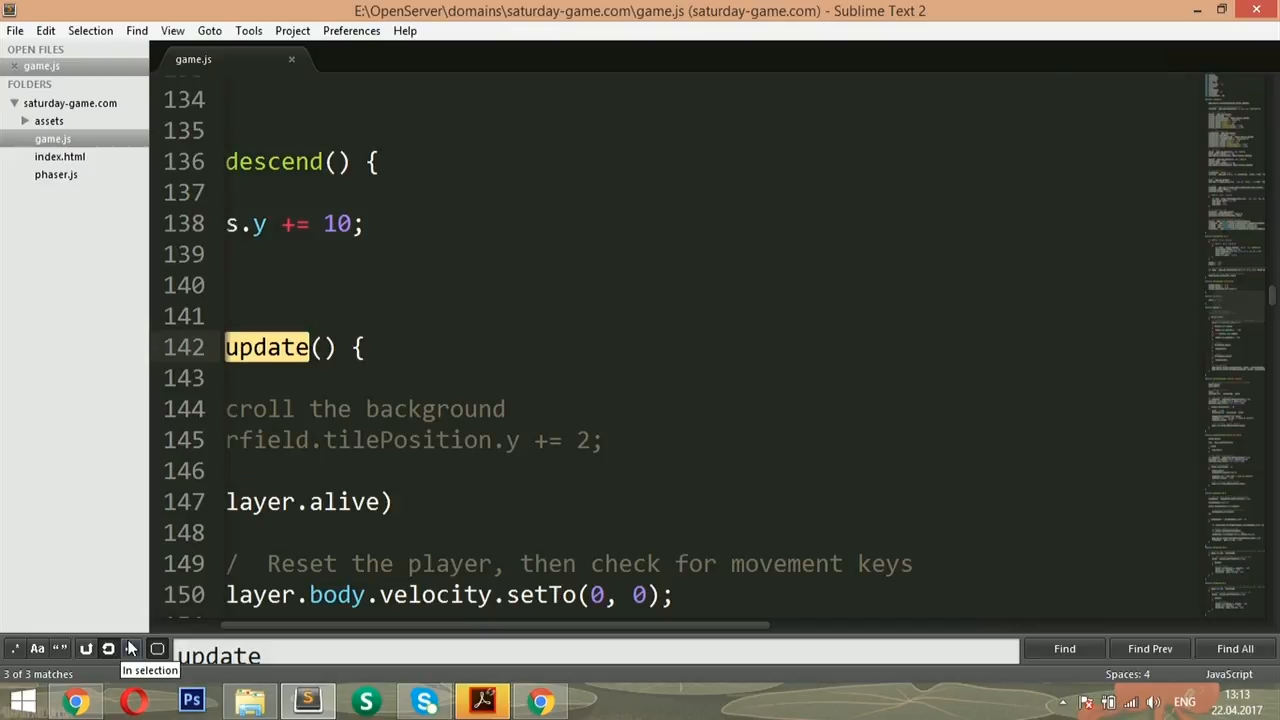 E:\OpenServer\domains\saturday-game.com\game.js (saturday-game.com) - Sublime Text 2
File Edit Selection Find View Goto Tools Project Preferences Help
OPEN FILES
game.js
FOLDERS
saturday-game.com
assets
game.js
index.html
phaser.js
game.js
134
135
136 descend() {
137
138 s.y += 10;
139
140
141
142 update() {
143
144 croll the background
145 rfield.tilePosition.y += 2;
146
147 layer.alive)
148
149 /  Reset the player, then check for movement keys
150 layer.body.velocity.setTo(0, 0);
.* Aa “ ” update Find Find Prev Find All
In selection
3 of 3 matches Spaces: 4 JavaScript
Ps S S ENG 13:13
22.04.2017